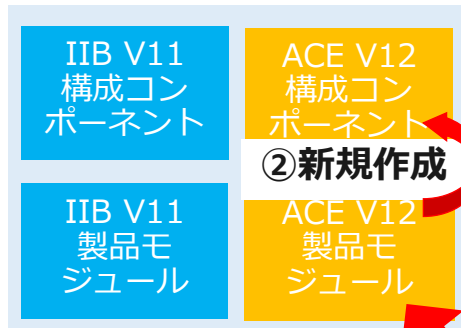 IIB V11
構成コン
ポーネント
ACE V12
構成コン
ポーネント
②新規作成
IIB V11
製品モ
ジュール
ACE V12
製品モ
ジュール